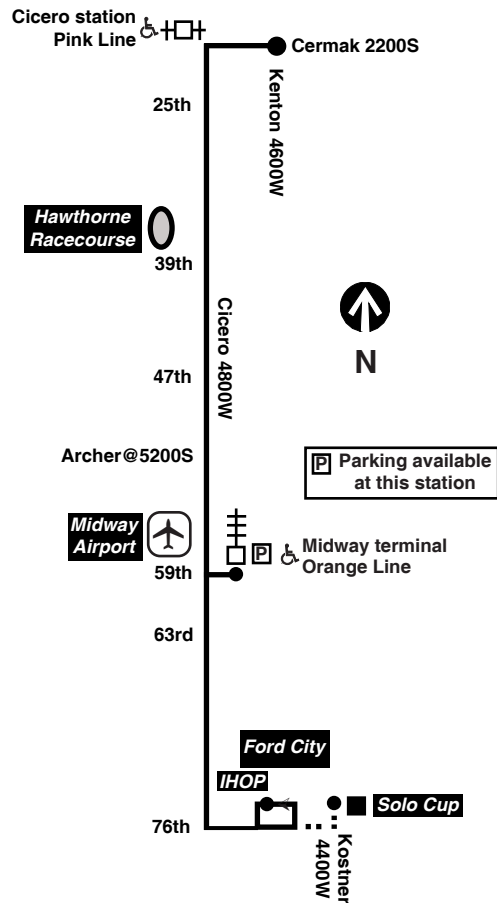 Cicero station
Pink Line
Cermak 2200S
25th
Kenton 4600W
Hawthorne
Racecourse
39th
Cicero 4800W
N
47th
Archer@5200S
P Parking available
at this station
Midway
Airport
P Midway terminal
Orange Line
59th
63rd
Ford City
IHOP
Solo Cup
76th
Kostner
4400W